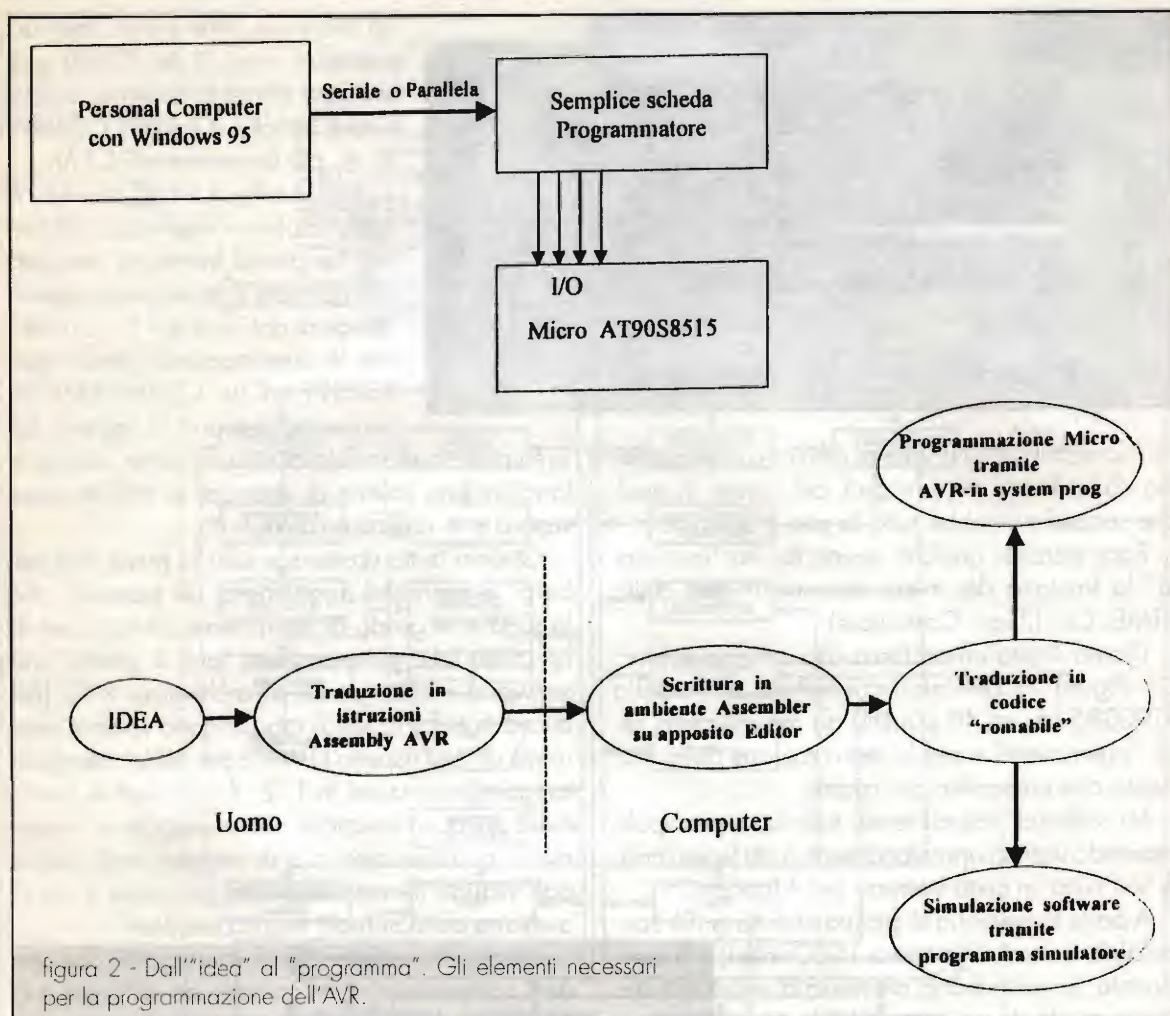 Personal Computer
con Windows 95
Seriale o Parallela
Semplice scheda
Programmatore
I/O
Micro AT90S8515
Programmazione Micro
tramite
AVR-in system prog
IDEA
Traduzione in
istruzioni
Assembly AVR
Scrittura in
ambiente Assembler
su apposito Editor
Traduzione in
codice
"romabile"
Uomo
Computer
Simulazione software
tramite
programma simulatore
figura 2 - Dall'"idea" al "programma". Gli elementi necessari
per la programmazione dell'AVR.